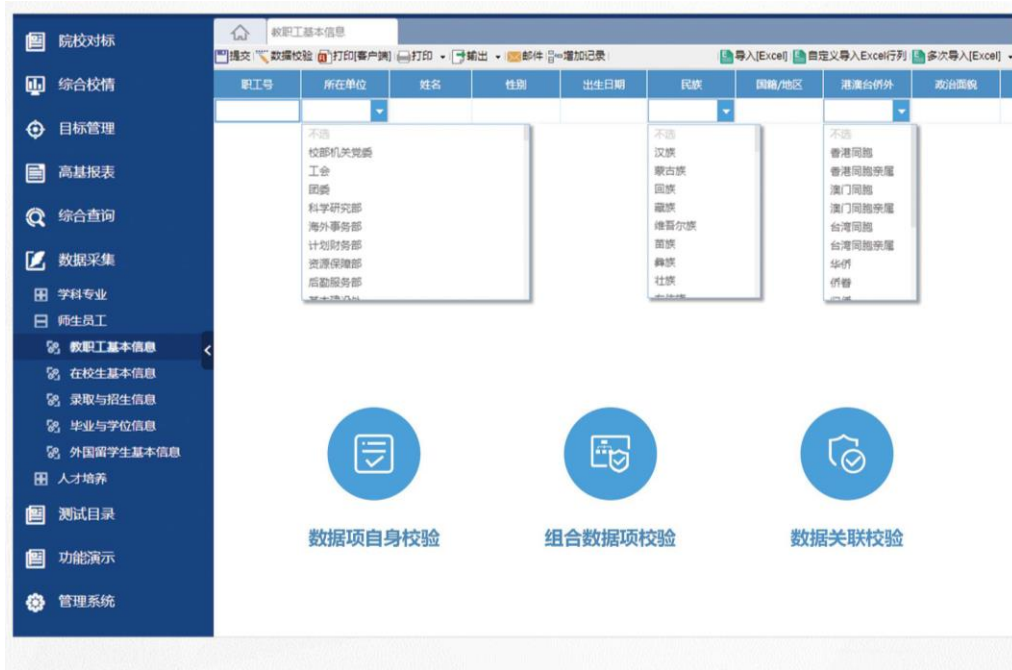 院校对标
综合校情
目标管理
高基报表
综合查询
数据采集
学科专业
师生员工
教职工基本信息
在校生基本信息
录取与招生信息
毕业与学位信息
外国留学生基本信息
人才培养
测试目录
功能演示
管理系统
教职工基本信息
提交 数据校验 打印[客户端] 打印 输出 邮件 增加记录 导入[Excel] 自定义导入Excel行列 多次导入[Excel]
职工号 所在单位 姓名 性别 出生日期 民族 国籍/地区 港澳台侨外 政治面貌
不选
校部机关党委
工会
团委
科学研究部
海外事务部
计划财务部
资源保障部
后勤服务部
不选
汉族
蒙古族
回族
藏族
维吾尔族
苗族
彝族
壮族
不选
香港同胞
香港同胞亲属
澳门同胞
澳门同胞亲属
台湾同胞
台湾同胞亲属
华侨
侨眷
数据项自身校验
组合数据项校验
数据关联校验